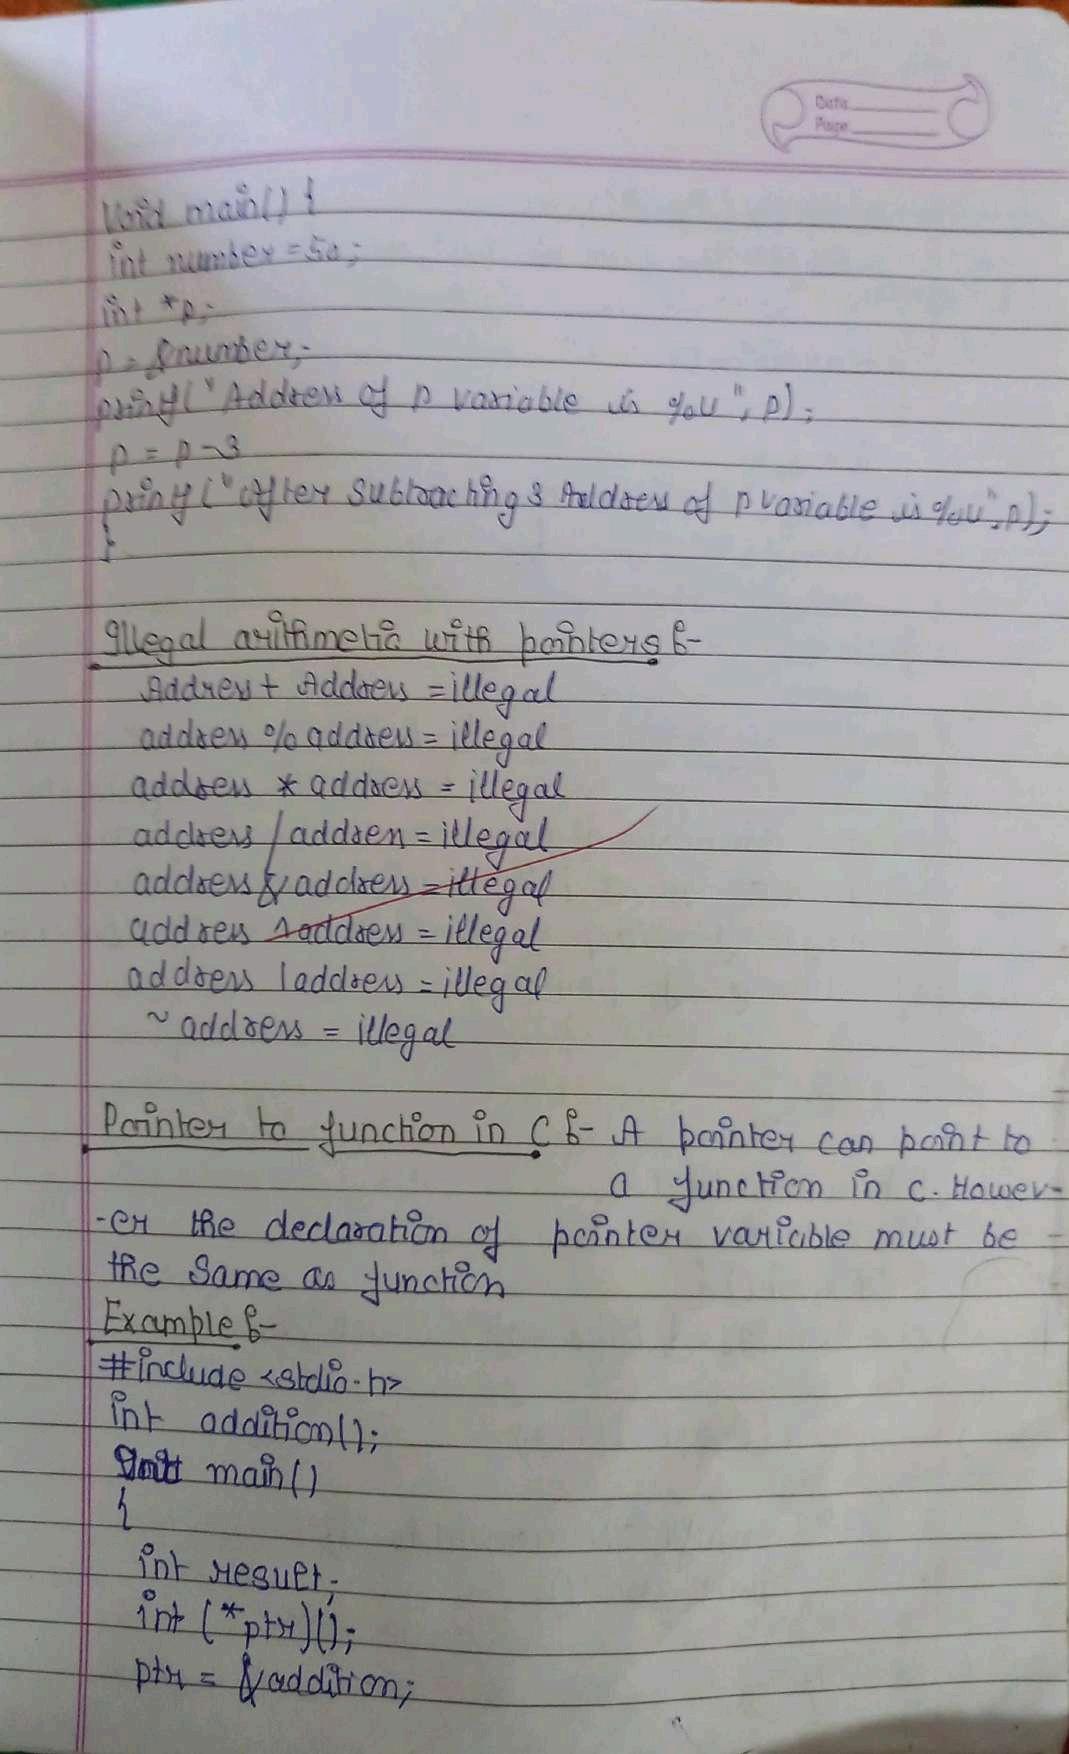 Date
Page
void main() {
int number = 50;
int *p;
p = &number;
printf("Address of p variable is %u", p);
p = p - 3
printf("After Subtracting 3 Address of p variable is %u", p);
}
Illegal arithmetic with pointers :-
Address + Address = illegal
address % address = illegal
address * address = illegal
address / address = illegal
address & address = illegal
address ^ address = illegal
address | address = illegal
~ address = illegal
Pointer to function in C :- A pointer can point to
a function in c. Howev-
-er the declaration of pointer variable must be
the same as function
Example :-
#include <stdio.h>
int addition();
int main()
{
int result;
int (*ptr)();
ptr = &addition;